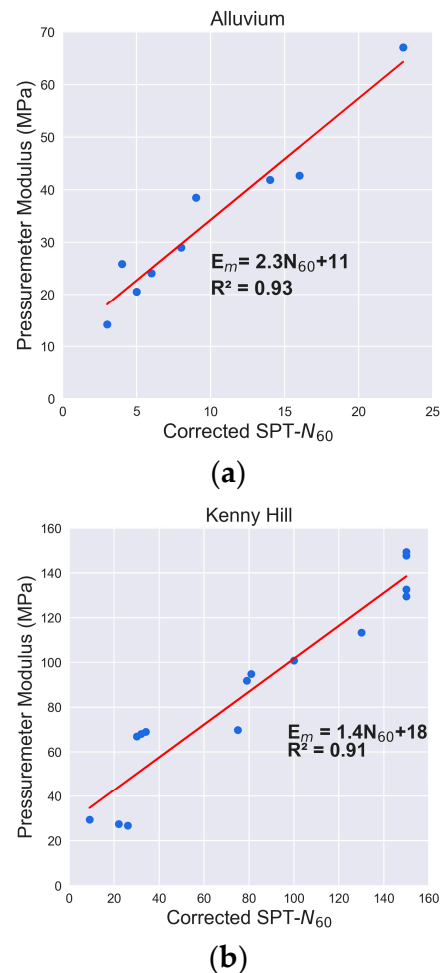 Alluvium
70
60
50
40
30
20
10
0
Pressuremeter Modulus (MPa)
Eₘ= 2.3N₆₀+11
R² = 0.93
0 5 10 15 20 25
Corrected SPT-N₆₀
(a)
Kenny Hill
160
140
120
100
80
60
40
20
0
Pressuremeter Modulus (MPa)
Eₘ = 1.4N₆₀+18
R² = 0.91
0 20 40 60 80 100 120 140 160
Corrected SPT-N₆₀
(b)